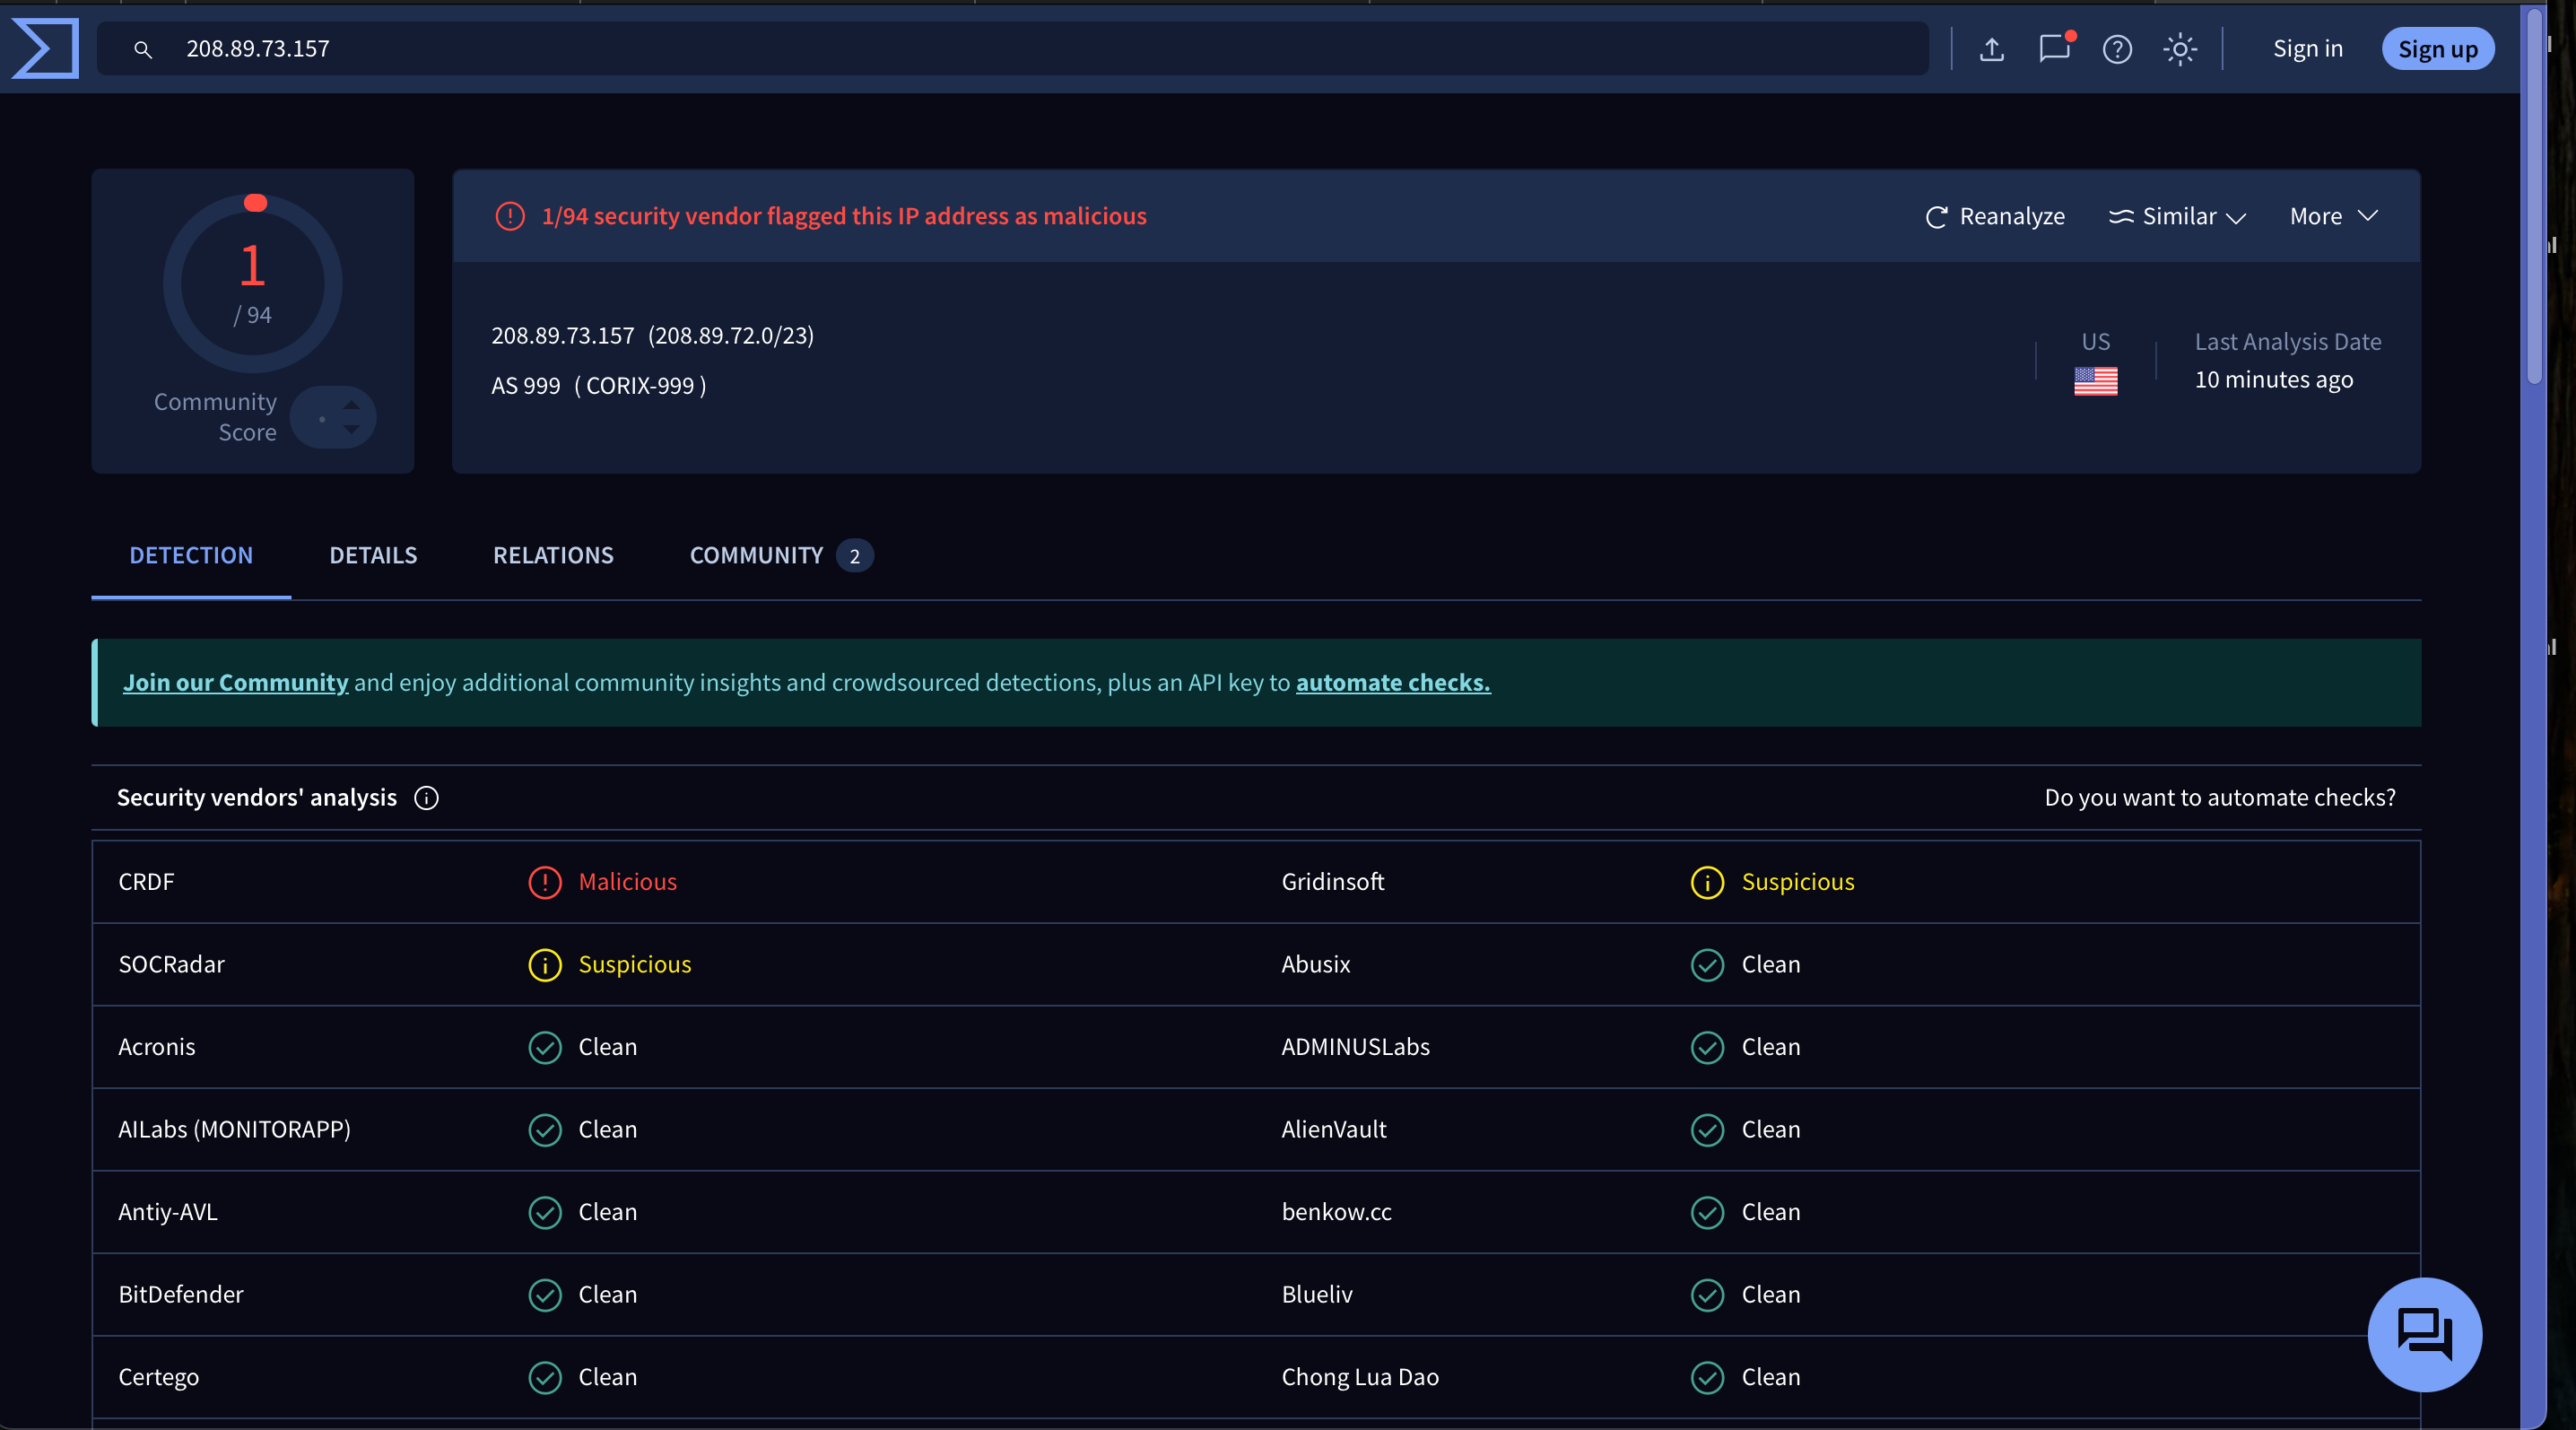 208.89.73.157
Sign in
Sign up
1
/ 94
Community
Score
1/94 security vendor flagged this IP address as malicious
Reanalyze
Similar
More
208.89.73.157 (208.89.72.0/23)
AS 999 ( CORIX-999 )
US
Last Analysis Date
10 minutes ago
DETECTION
DETAILS
RELATIONS
COMMUNITY 2
Join our Community and enjoy additional community insights and crowdsourced detections, plus an API key to automate checks.
Security vendors' analysis
Do you want to automate checks?
CRDF Malicious Gridinsoft Suspicious
SOCRadar Suspicious Abusix Clean
Acronis Clean ADMINUSLabs Clean
AILabs (MONITORAPP) Clean AlienVault Clean
Antiy-AVL Clean benkow.cc Clean
BitDefender Clean Blueliv Clean
Certego Clean Chong Lua Dao Clean